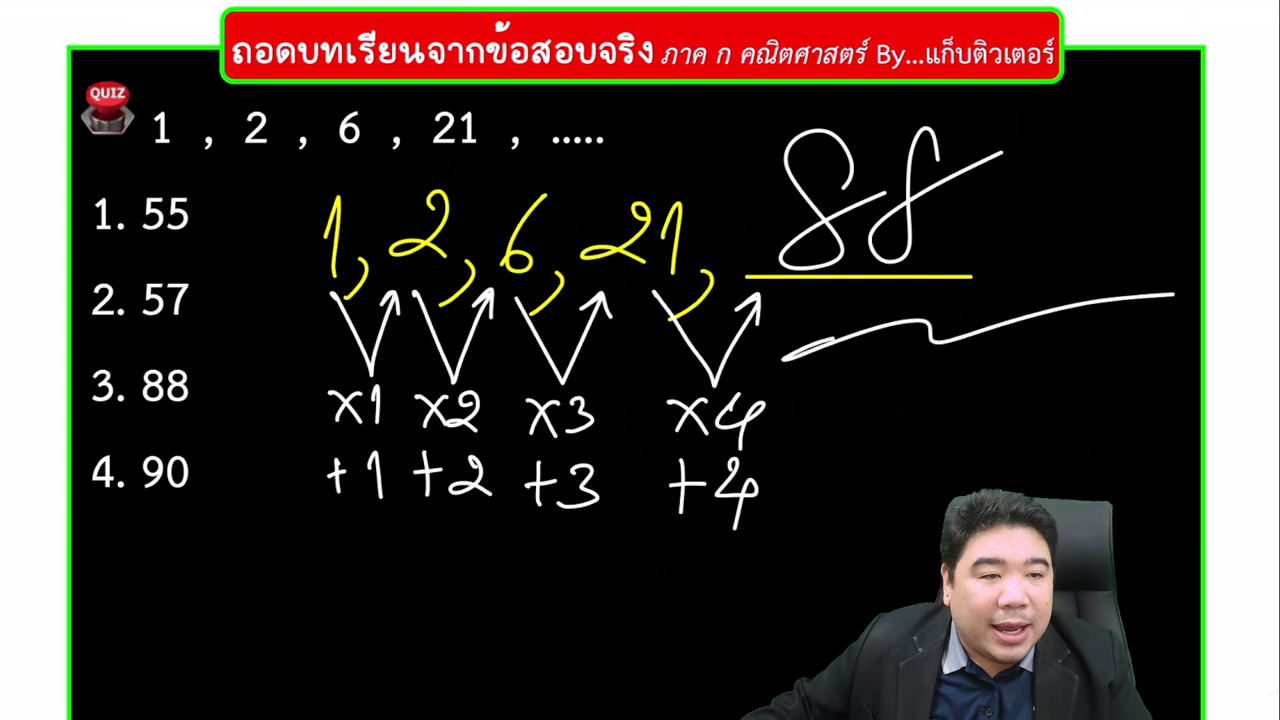 ถอดบทเรียนจากข้อสอบจริง ภาค ก คณิตศาสตร์ By...แก็บติวเตอร์
QUIZ
1 , 2 , 6 , 21 , .....
1. 55
2. 57
3. 88
4. 90
1, 2, 6, 21, 88
x1 x2 x3 x4
+1 +2 +3 +4